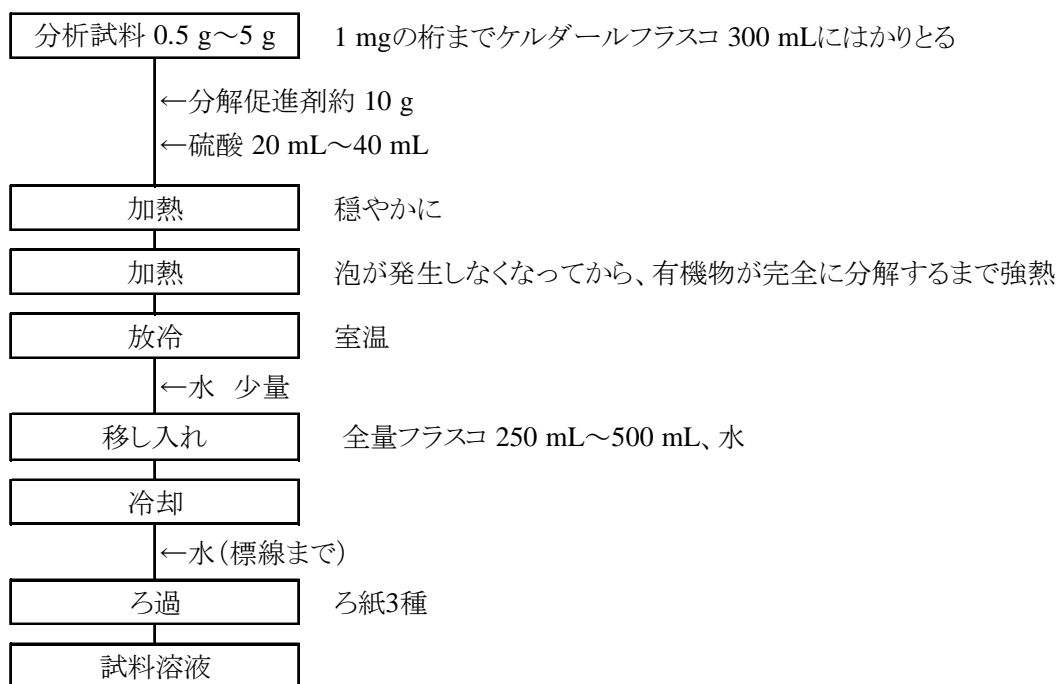 分析試料 0.5 g～5 g 1 mgの桁までケルダールフラスコ 300 mLにはかりとる
←分解促進剤約 10 g
←硫酸 20 mL～40 mL
加熱 穏やかに
加熱 泡が発生しなくなってから、有機物が完全に分解するまで強熱
放冷 室温
←水 少量
移し入れ 全量フラスコ 250 mL～500 mL、水
冷却
←水（標線まで）
ろ過 ろ紙3種
試料溶液